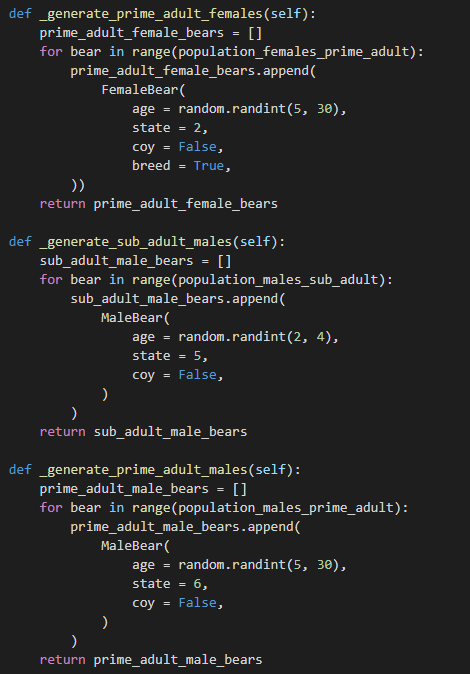 def _generate_prime_adult_females(self):
    prime_adult_female_bears = []
    for bear in range(population_females_prime_adult):
        prime_adult_female_bears.append(
            FemaleBear(
                age = random.randint(5, 30),
                state = 2,
                coy = False,
                breed = True,
        ))
    return prime_adult_female_bears

def _generate_sub_adult_males(self):
    sub_adult_male_bears = []
    for bear in range(population_males_sub_adult):
        sub_adult_male_bears.append(
            MaleBear(
                age = random.randint(2, 4),
                state = 5,
                coy = False,
            )
        )
    return sub_adult_male_bears

def _generate_prime_adult_males(self):
    prime_adult_male_bears = []
    for bear in range(population_males_prime_adult):
        prime_adult_male_bears.append(
            MaleBear(
                age = random.randint(5, 30),
                state = 6,
                coy = False,
            )
        )
    return prime_adult_male_bears